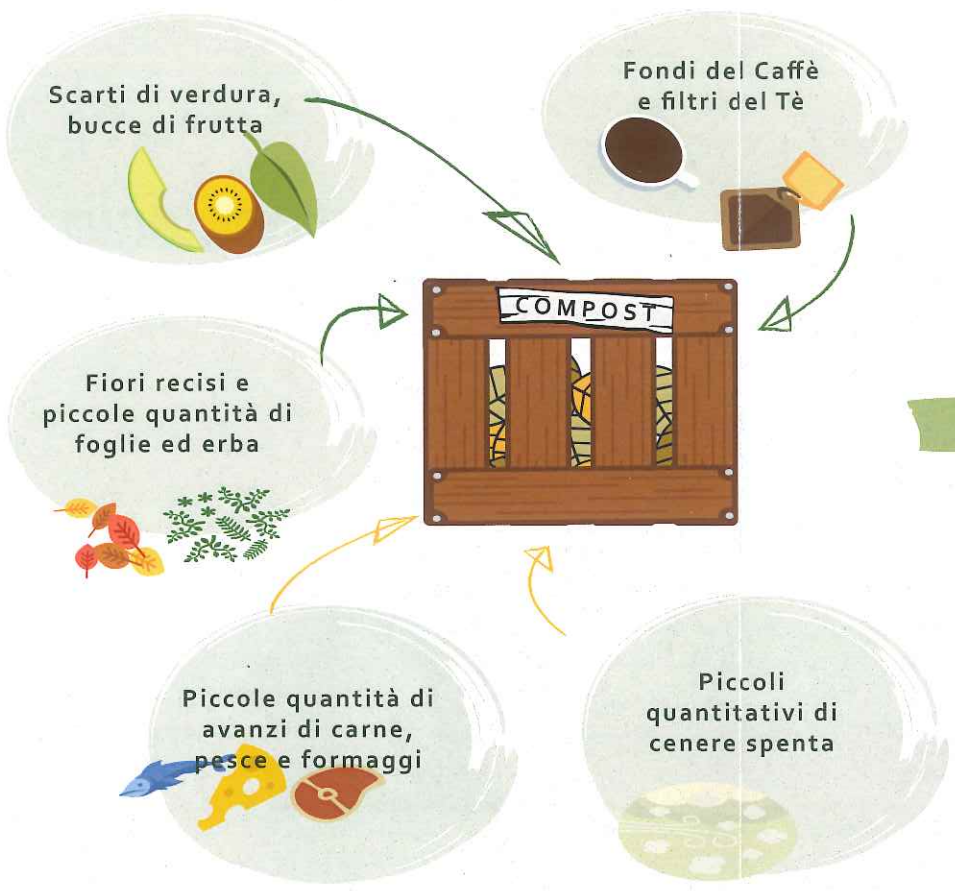 Scarti di verdura,
bucce di frutta
Fondi del Caffè
e filtri del Tè
COMPOST
Fiori recisi e
piccole quantità di
foglie ed erba
Piccole quantità di
avanzi di carne,
pesce e formaggi
Piccoli
quantitativi di
cenere spenta